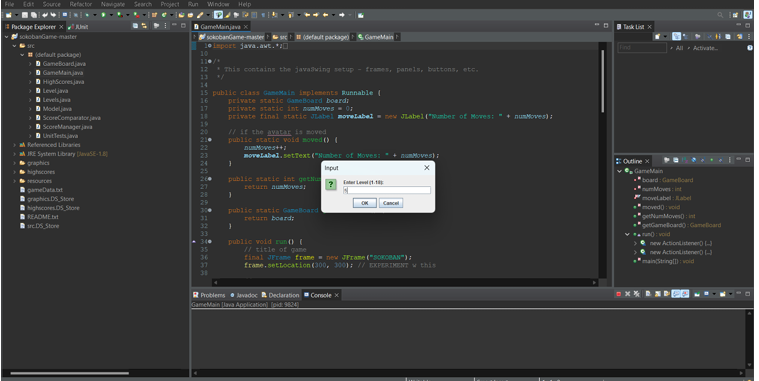 File Edit Source Refactor Navigate Search Project Run Window Help
Package Explorer
JUnit
sokobanGame-master
src
(default package)
GameBoard.java
GameMain.java
HighScores.java
Level.java
Levels.java
Model.java
ScoreComparator.java
ScoreManager.java
UnitTests.java
Referenced Libraries
JRE System Library [JavaSE-1.8]
graphics
highscores
resources
gameData.txt
graphics.DS_Store
highscores.DS_Store
README.txt
src.DS_Store
GameMain.java
sokobanGame-master src (default package) GameMain
1 import java.awt.*;
10
11 /*
12 * This contains the javaSwing setup - frames, panels, buttons, etc.
13 */
14
15 public class GameMain implements Runnable {
16 private static GameBoard board;
17 private static int numMoves = 0;
18 private final static JLabel moveLabel = new JLabel("Number of Moves: " + numMoves);
19
20 // if the avatar is moved
21 public static void moved() {
22 numMoves++;
23 moveLabel.setText("Number of Moves: " + numMoves);
24 }
25
26 public static int getNu
27 return numMoves;
28 }
29
30 public static GameBoard
31 return board;
32 }
33
34 public void run() {
35 // title of game
36 final JFrame frame = new JFrame("SOKOBAN");
37 frame.setLocation(300, 300); // EXPERIMENT w this
38
Input
Enter Level (1-10):
OK Cancel
Problems Javadoc Declaration Console
GameMain [Java Application] [pid: 9824]
Task List
Find All Activate...
Outline
GameMain
board : GameBoard
numMoves : int
moveLabel : JLabel
moved() : void
getNumMoves() : int
getGameBoard() : GameBoard
run() : void
new ActionListener() {...}
new ActionListener() {...}
main(String[]) : void